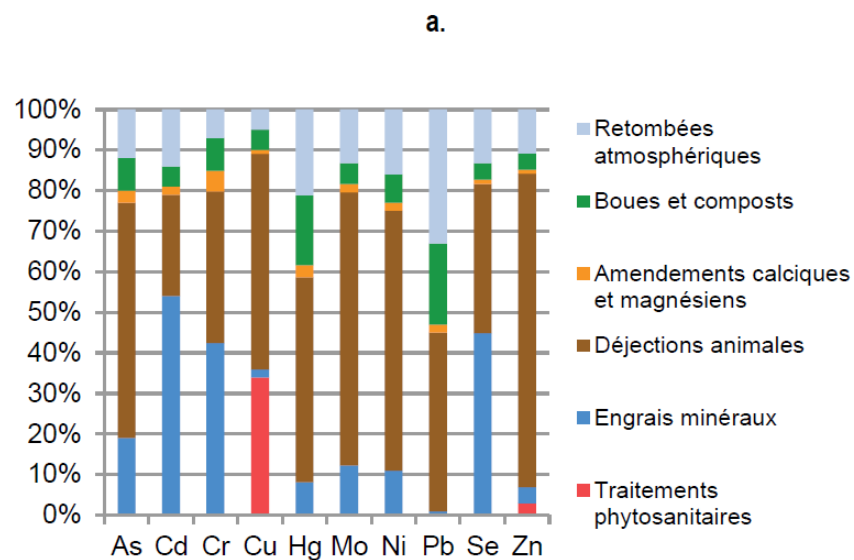 a.
100%
90%
80%
70%
60%
50%
40%
30%
20%
10%
0%
As Cd Cr Cu Hg Mo Ni Pb Se Zn
Retombées
atmosphériques
Boues et composts
Amendements calciques
et magnésiens
Déjections animales
Engrais minéraux
Traitements
phytosanitaires